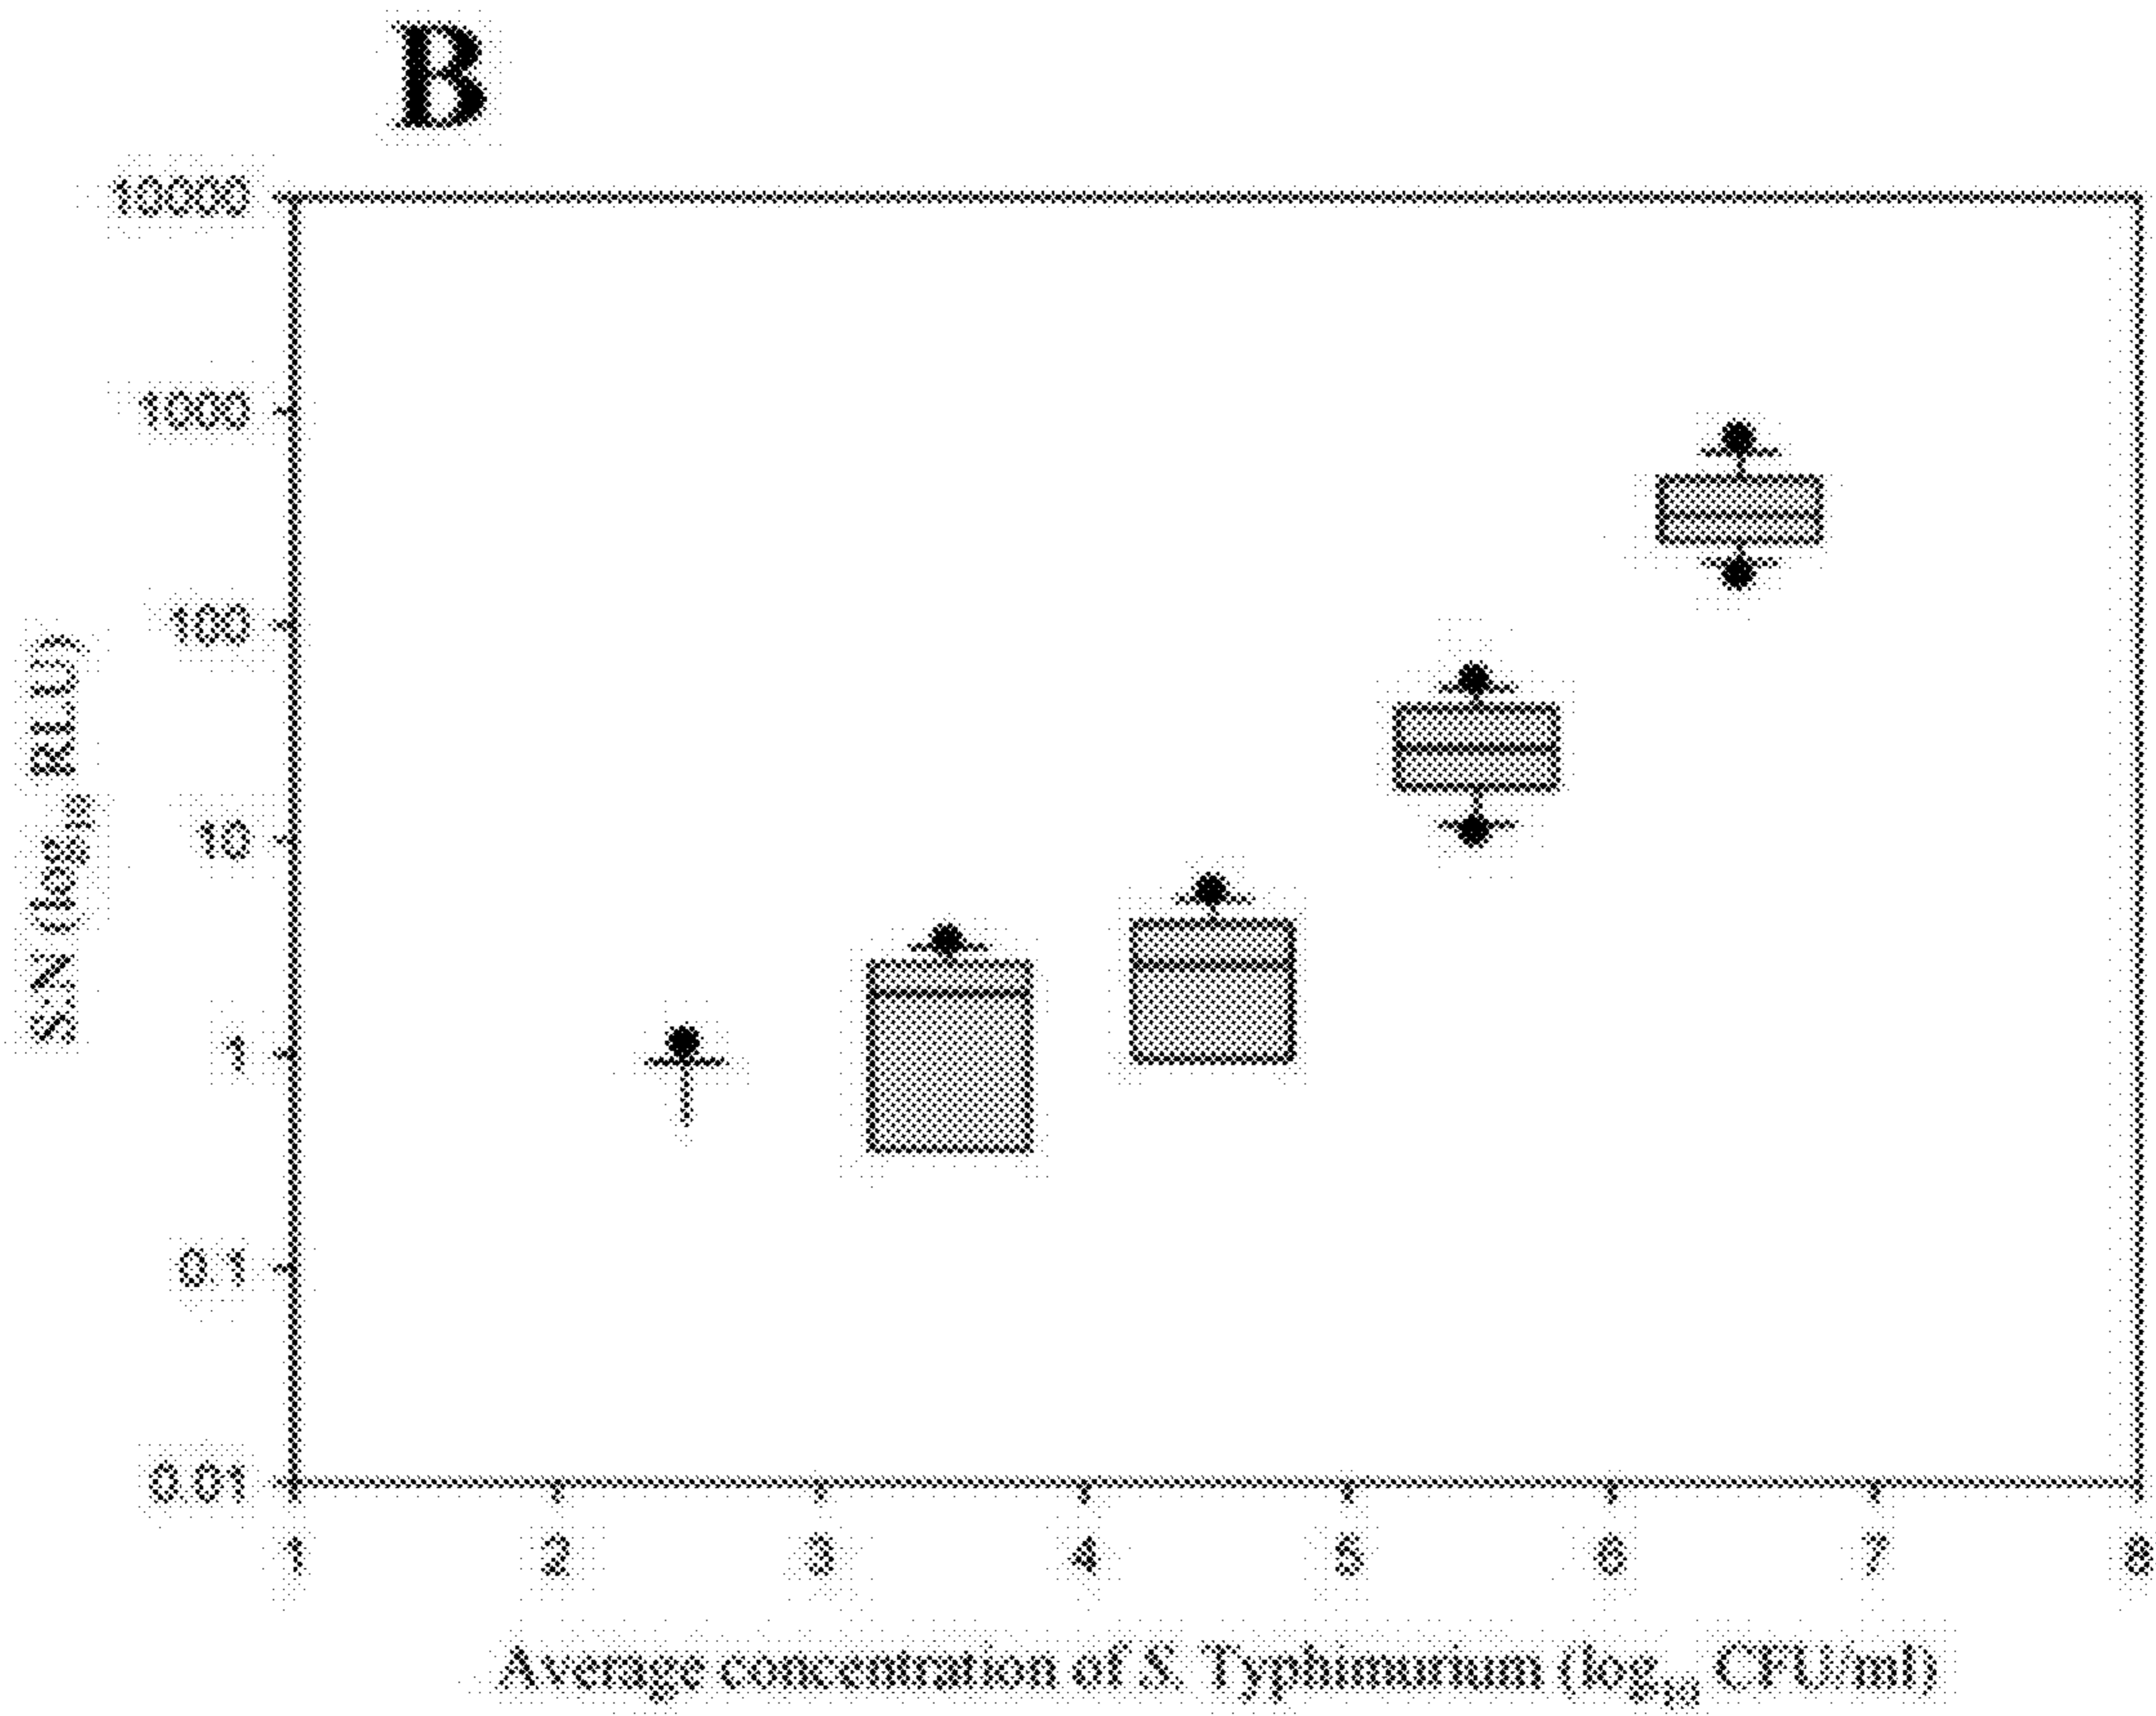 B
10000
1000
100
10
1
0.1
0.01
S:N (log₁₀ RLU)
1 2 3 4 5 6 7 8
Average concentration of S. Typhimurium (log₁₀ CFU/ml)